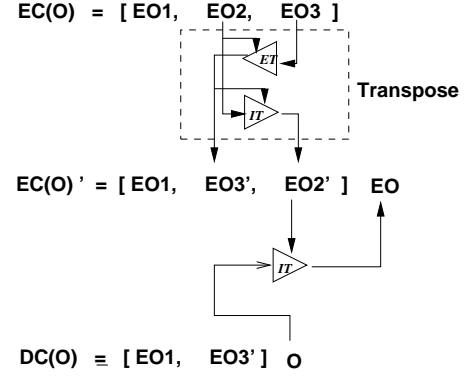 EC(O) = [ EO1, EO2, EO3 ]
ET
Transpose
IT
EC(O) ' = [ EO1, EO3', EO2' ] EO
IT
DC(O) ≡ [ EO1, EO3' ] O